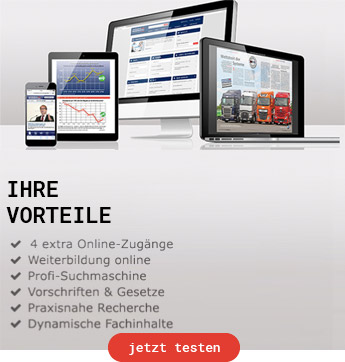 IHRE
VORTEILE
4 extra Online-Zugänge
Weiterbildung online
Profi-Suchmaschine
Vorschriften & Gesetze
Praxisnahe Recherche
Dynamische Fachinhalte
jetzt testen